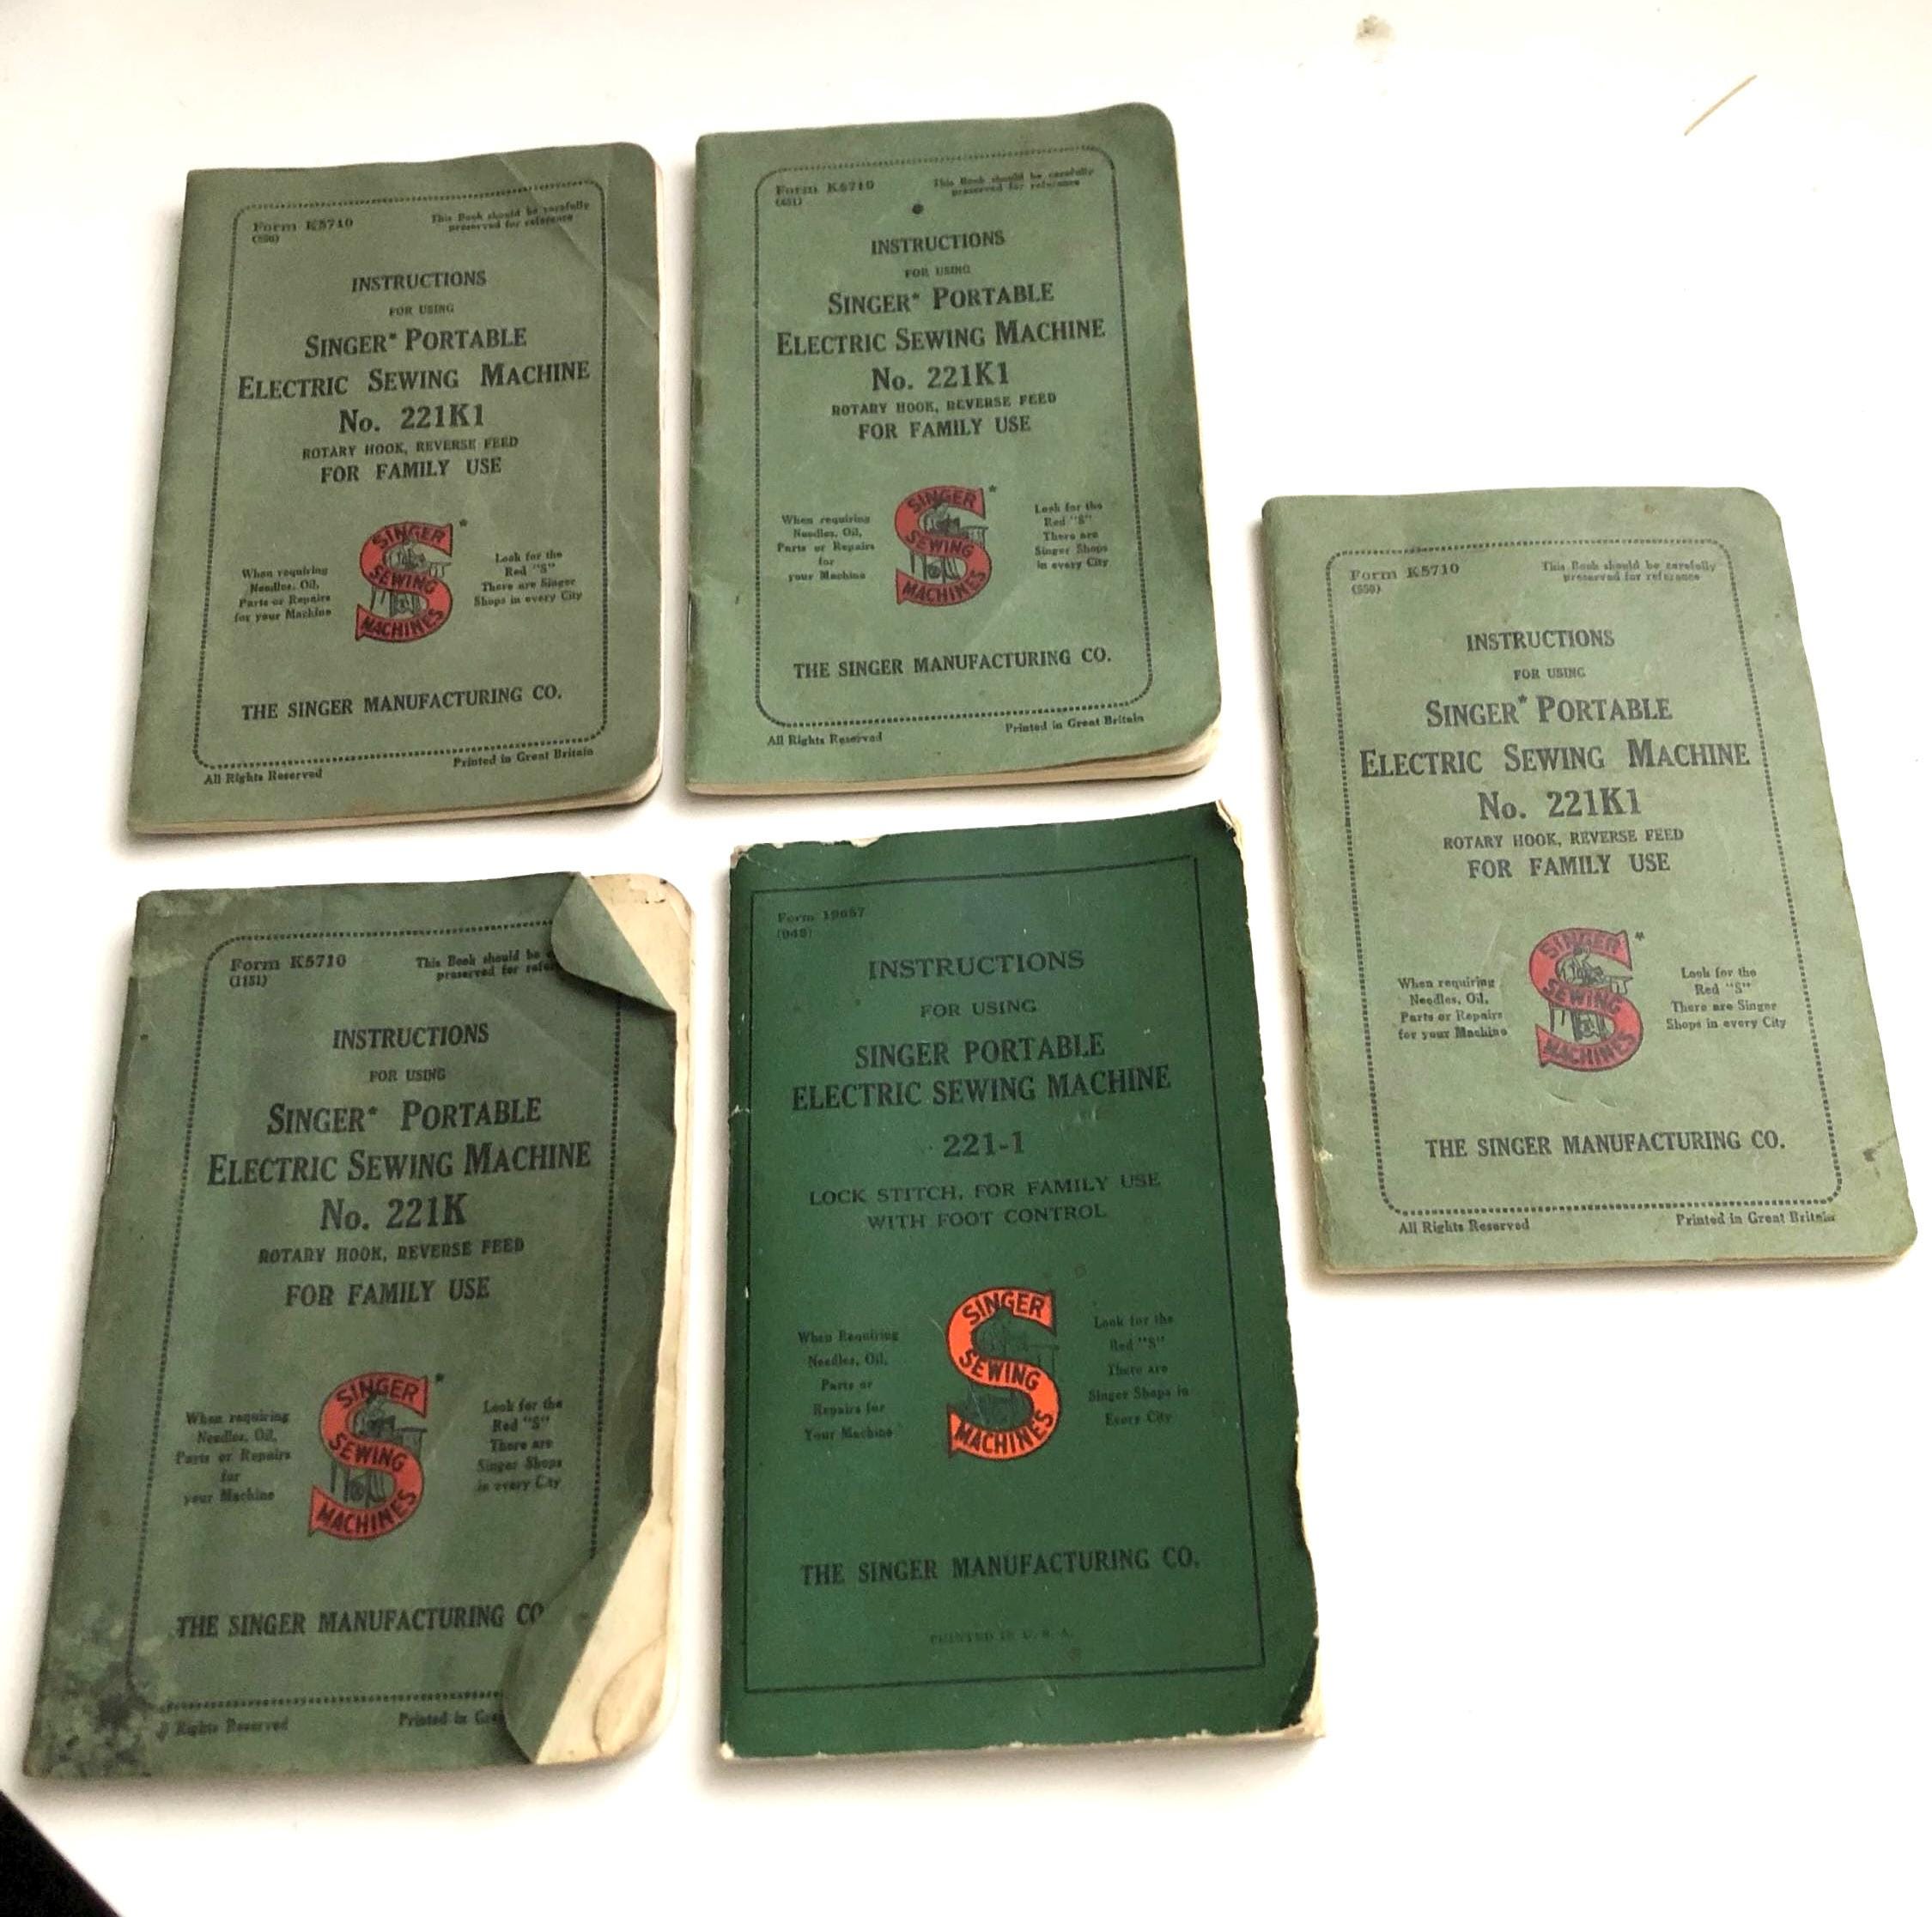 Form K5710
This Book should be carefully
preserved for reference
INSTRUCTIONS
FOR USING
SINGER* PORTABLE
ELECTRIC SEWING MACHINE
No. 221K1
ROTARY HOOK, REVERSE FEED
FOR FAMILY USE
When requiring
Needles, Oil,
Parts or Repairs
for your Machine
SINGER *
SEWING
MACHINES
Look for the
Red "S"
There are Singer
Shops in every City
THE SINGER MANUFACTURING CO.
All Rights Reserved
Printed in Great Britain
Form K5710
(451)
This Book should be carefully
preserved for reference
INSTRUCTIONS
FOR USING
SINGER* PORTABLE
ELECTRIC SEWING MACHINE
No. 221K1
ROTARY HOOK, REVERSE FEED
FOR FAMILY USE
When requiring
Needles, Oil,
Parts or Repairs
for
your Machine
SINGER *
SEWING
MACHINES
Look for the
Red "S"
There are
Singer Shops
in every City
THE SINGER MANUFACTURING CO.
All Rights Reserved
Printed in Great Britain
Form K5710
This Book should be carefully
preserved for reference
INSTRUCTIONS
FOR USING
SINGER* PORTABLE
ELECTRIC SEWING MACHINE
No. 221K1
ROTARY HOOK, REVERSE FEED
FOR FAMILY USE
When requiring
Needles, Oil,
Parts or Repairs
for your Machine
SINGER *
SEWING
MACHINES
Look for the
Red "S"
There are Singer
Shops in every City
THE SINGER MANUFACTURING CO.
All Rights Reserved
Printed in Great Britain
Form K5710
(1151)
This Book should be
preserved for
INSTRUCTIONS
FOR USING
SINGER* PORTABLE
ELECTRIC SEWING MACHINE
No. 221K
ROTARY HOOK, REVERSE FEED
FOR FAMILY USE
When requiring
Needles, Oil,
Parts or Repairs
for
your Machine
SINGER *
SEWING
MACHINES
Look for the
Red "S"
There are
Singer Shops
in every City
THE SINGER MANUFACTURING CO
Rights Reserved
Printed in
Form 19657
INSTRUCTIONS
FOR USING
SINGER PORTABLE
ELECTRIC SEWING MACHINE
221-1
LOCK STITCH, FOR FAMILY USE
WITH FOOT CONTROL
When Requiring
Needles, Oil,
Parts or
Repairs for
Your Machine
SINGER
SEWING
MACHINES
Look for the
Red "S"
There are
Singer Shops in
Every City
THE SINGER MANUFACTURING CO.
PRINTED IN U. S. A.